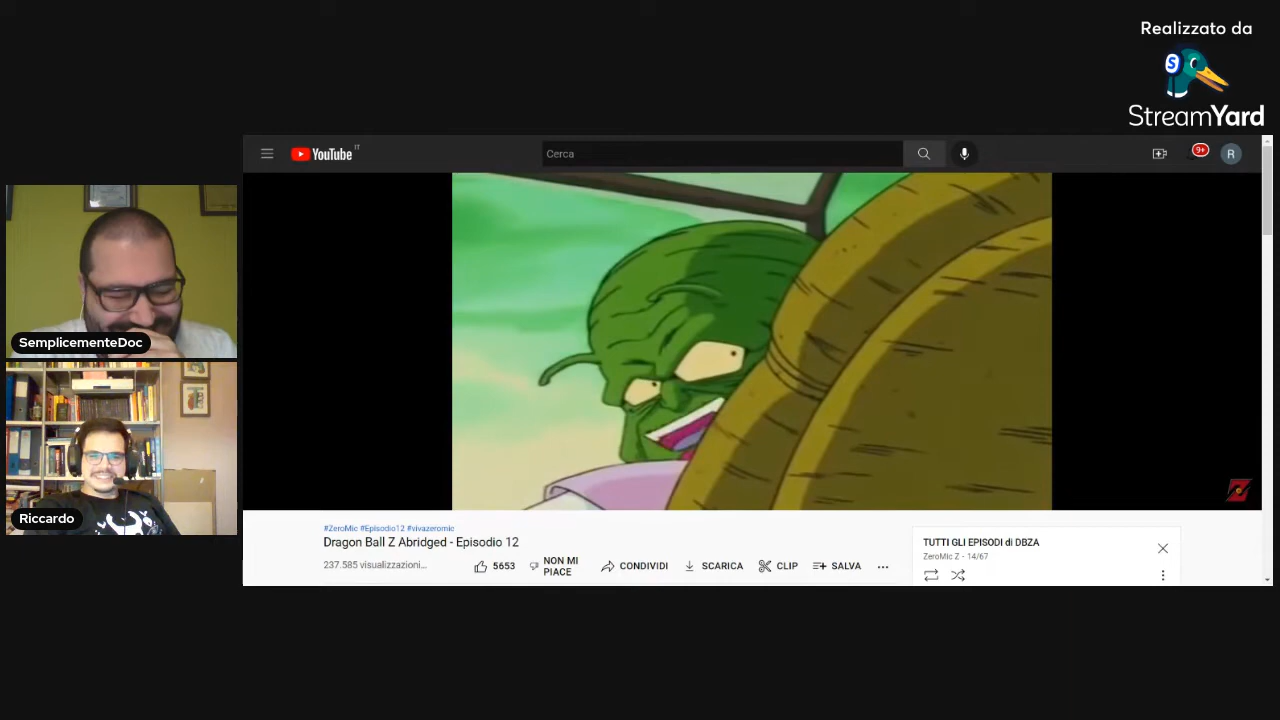 Realizzato da
StreamYard
YouTube IT
Cerca
9+
R
SemplicementeDoc
Riccardo
#ZeroMic #Episodio12 #vivazeromic
Dragon Ball Z Abridged - Episodio 12
237.585 visualizzazioni...
5653
NON MI
PIACE
CONDIVIDI
SCARICA
CLIP
SALVA
TUTTI GLI EPISODI di DBZA
ZeroMic Z - 14/67